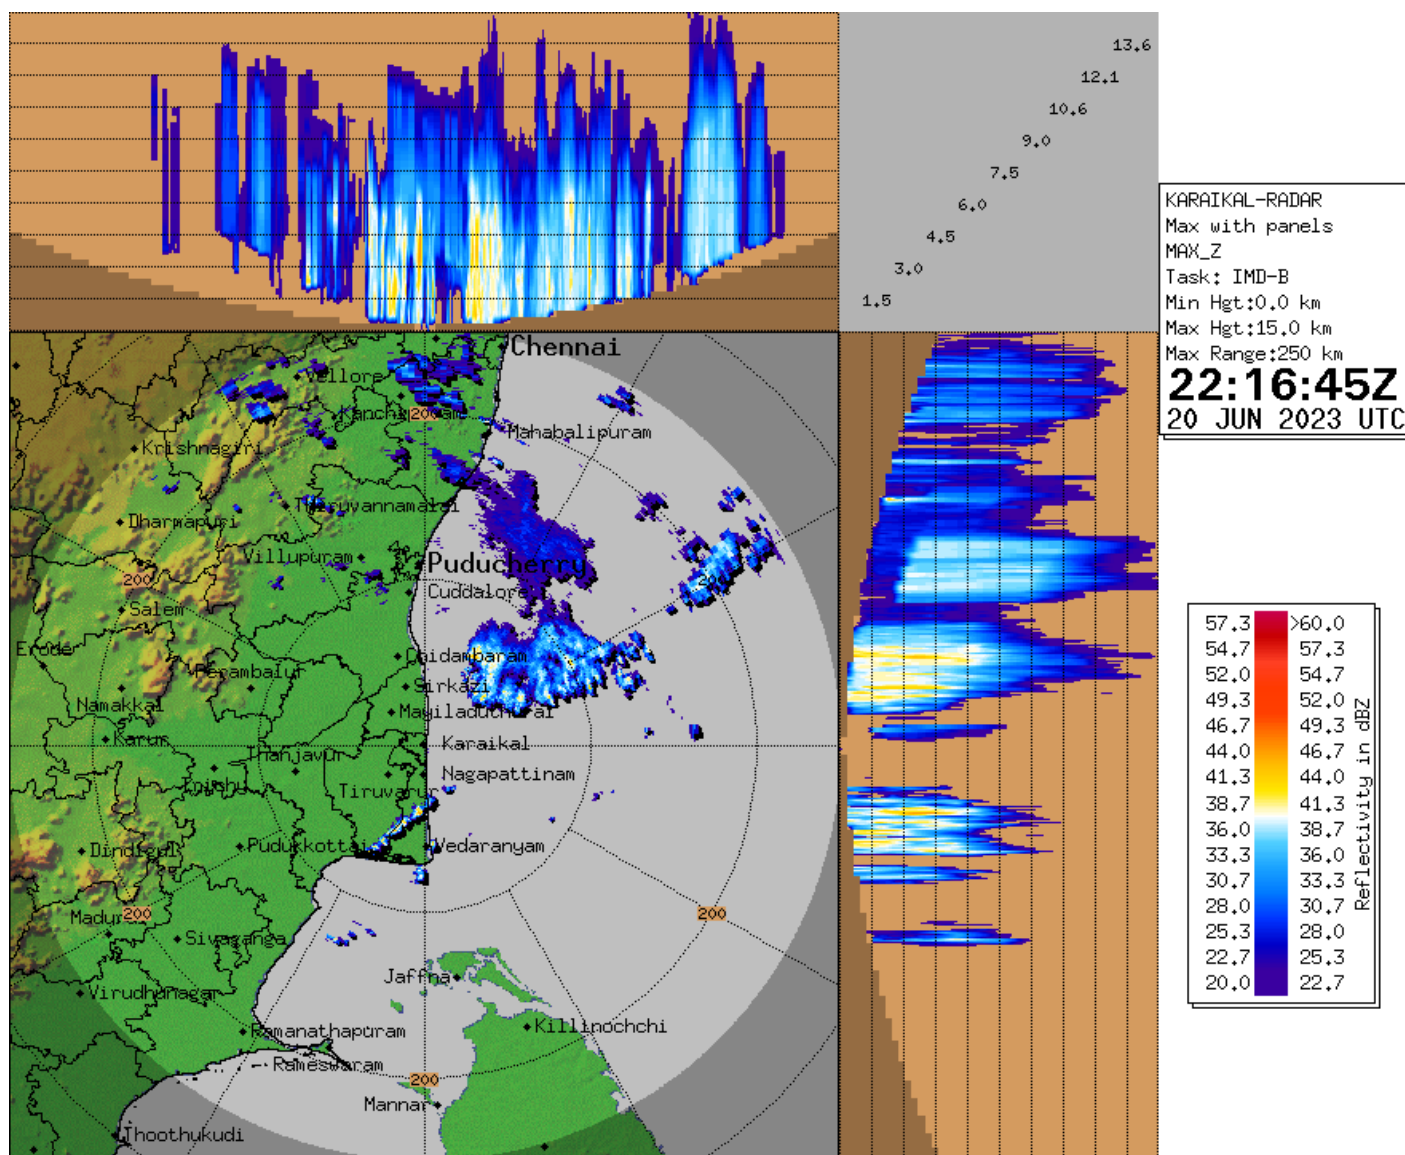 13.6
12.1
10.6
9.0
7.5
6.0
4.5
3.0
1.5
KARAIKAL-RADAR
Max with panels
MAX_Z
Task: IMD-B
Min Hgt:0.0 km
Max Hgt:15.0 km
Max Range:250 km
22:16:45Z
20 JUN 2023 UTC
Chennai
Vellore
200
Mahabalipuram
Krishnagiri
Dharmapuri
Villupuram
Puducherry
200
200
Cuddalore
Salem
Chidambaram
Erode
Perambalur
Sirkazi
Namakkal
Mayiladuthurai
Karur
Karaikal
Thanjavur
Nagapattinam
Tiruvarur
Dindigul
Pudukkottai
Vedaranyam
200
200
Sivaganga
Jaffna
Virudhunagar
Ramanathapuram
Killinochchi
Rameswaram
200
Mannar
Thoothukudi
57.3 >60.0
54.7 57.3
52.0 54.7
49.3 52.0
46.7 49.3
44.0 46.7
41.3 44.0
38.7 41.3
36.0 38.7
33.3 36.0
30.7 33.3
28.0 30.7
25.3 28.0
22.7 25.3
20.0 22.7
Reflectivity in dBZ